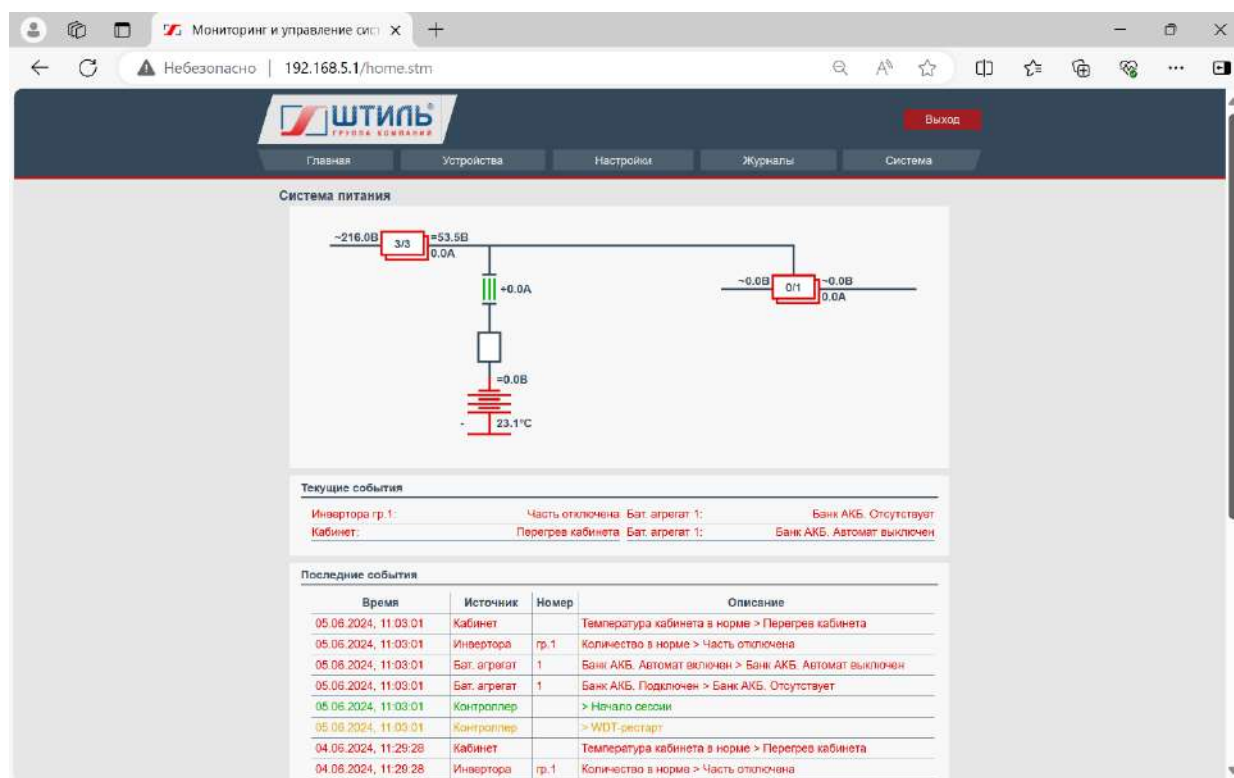 Мониторинг и управление сист
Небезопасно | 192.168.5.1/home.stm
ШТИЛЬ®
ГРУППА КОМПАНИЙ
Выход
Главная Устройства Настройки Журналы Система
Система питания
~216.0В 3/3 =53.5В
0.0А
+0.0А
~0.0В 0/1 ~0.0В
0.0А
=0.0В
- 23.1°C
Текущие события
Инвертора гр.1: Часть отключена Бат. агрегат 1: Банк АКБ. Отсутствует
Кабинет: Перегрев кабинета Бат. агрегат 1: Банк АКБ. Автомат выключен
Последние события
Время Источник Номер Описание
05.06.2024, 11:03:01 Кабинет Температура кабинета в норме > Перегрев кабинета
05.06.2024, 11:03:01 Инвертора гр.1 Количество в норме > Часть отключена
05.06.2024, 11:03:01 Бат. агрегат 1 Банк АКБ. Автомат включен > Банк АКБ. Автомат выключен
05.06.2024, 11:03:01 Бат. агрегат 1 Банк АКБ. Подключен > Банк АКБ. Отсутствует
05.06.2024, 11:03:01 Контроллер > Начало сессии
05.06.2024, 11:03:01 Контроллер > WDT-рестарт
04.06.2024, 11:29:28 Кабинет Температура кабинета в норме > Перегрев кабинета
04.06.2024, 11:29:28 Инвертора гр.1 Количество в норме > Часть отключена